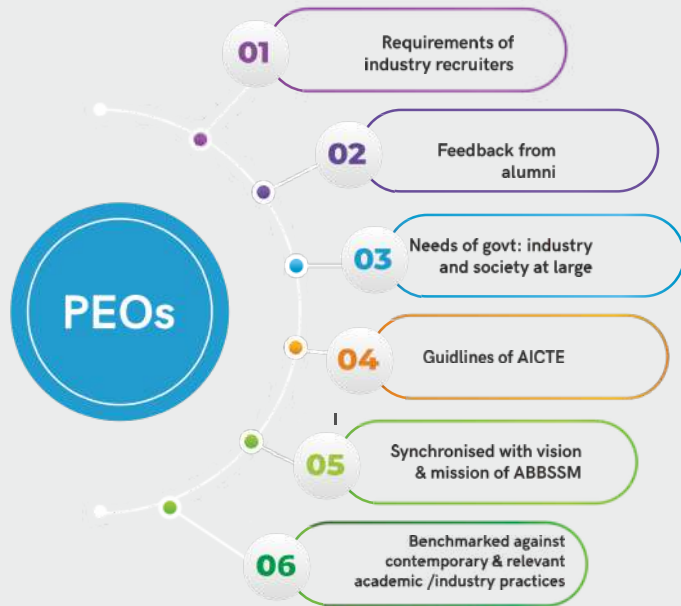 01
Requirements of
industry recruiters
02
Feedback from
alumni
PEOs
03
Needs of govt: industry
and society at large
04
Guidlines of AICTE
I
05
Synchronised with vision
& mission of ABBSSM
06
Benchmarked against
contemporary & relevant
academic /industry practices